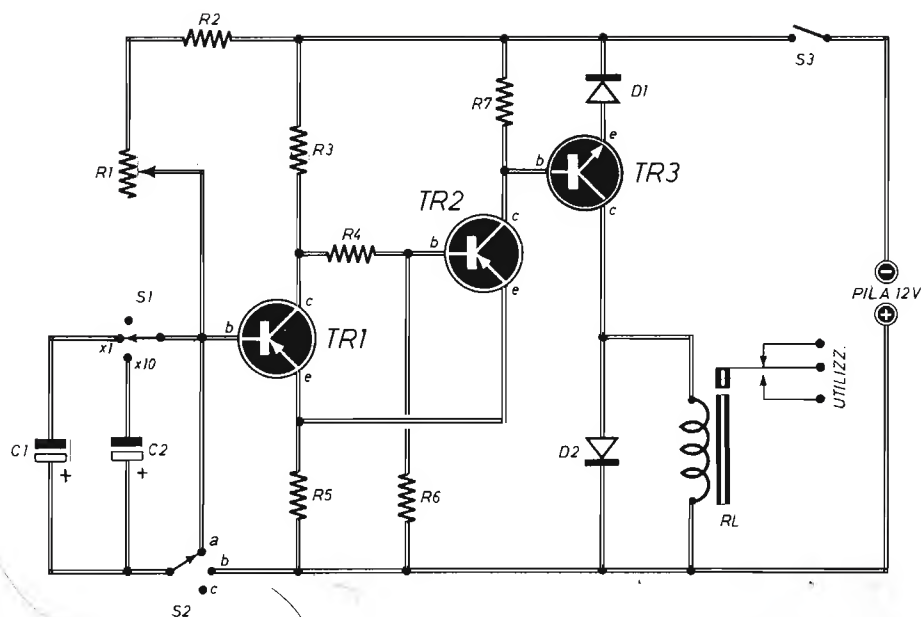 R2
S3
D1
R7
e
R3
b
TR3
R1
c
TR2
R4
c
b
−
PILA 12V
+
S1
c
e
b
TR1
x1
x10
e
UTILIZZ.
C1
C2
D2
+
+
R5
R6
RL
a
b
c
S2